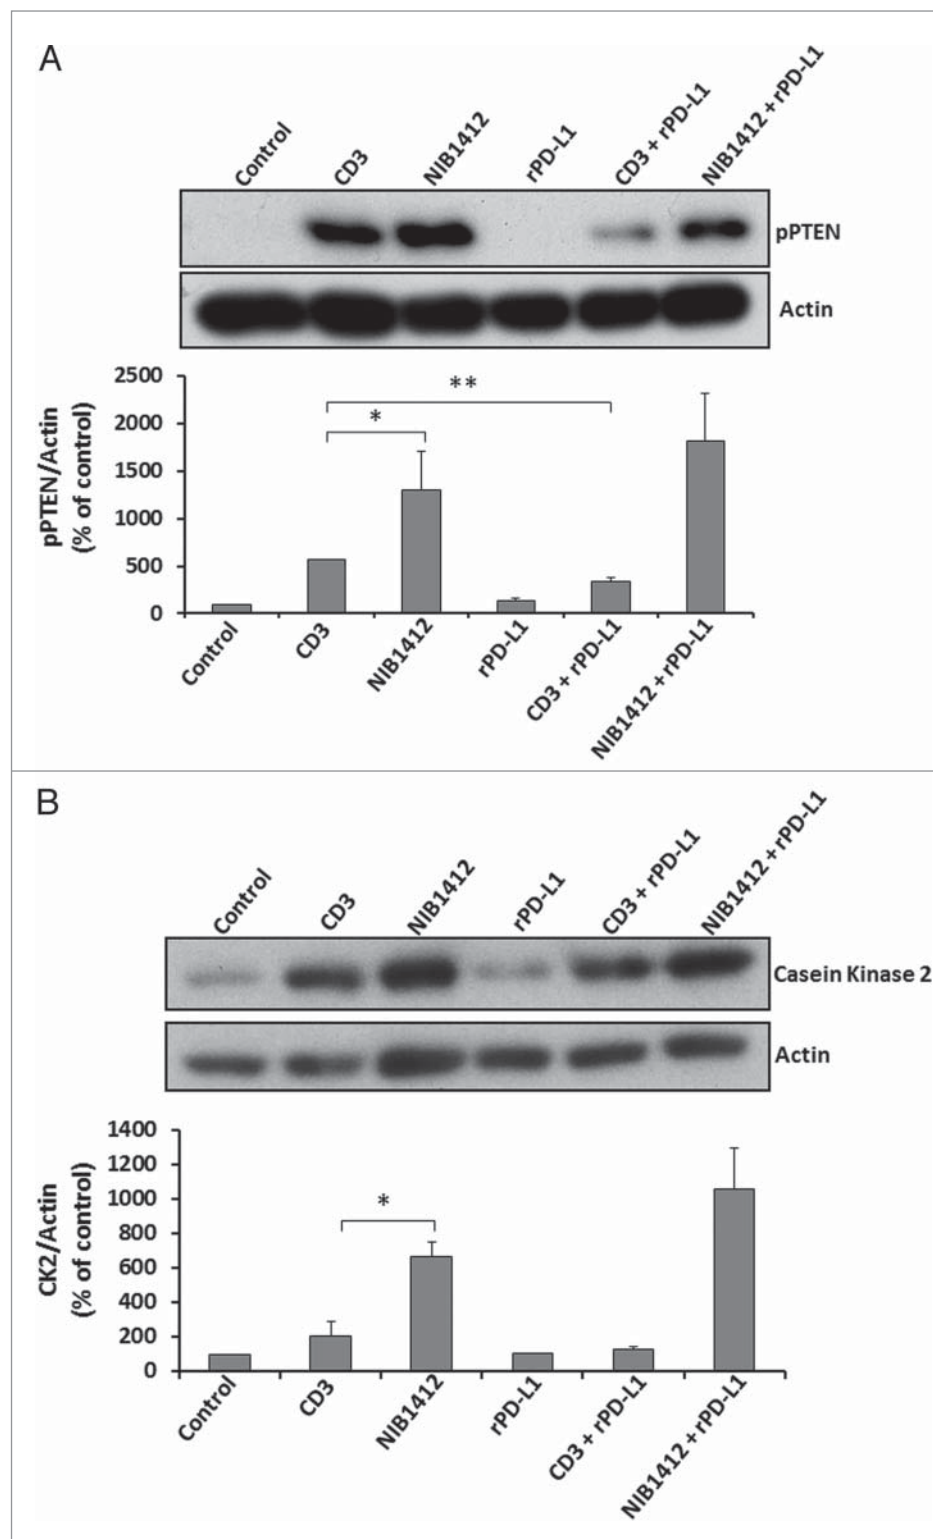 A
Control
CD3
NIB1412
rPD-L1
CD3 + rPD-L1
NIB1412 + rPD-L1
pPTEN
Actin
pPTEN/Actin
(% of control)
2500
2000
1500
1000
500
0
**
*
Control
CD3
NIB1412
rPD-L1
CD3 + rPD-L1
NIB1412 + rPD-L1
B
Control
CD3
NIB1412
rPD-L1
CD3 + rPD-L1
NIB1412 + rPD-L1
Casein Kinase 2
Actin
CK2/Actin
(% of control)
1400
1200
1000
800
600
400
200
0
*
Control
CD3
NIB1412
rPD-L1
CD3 + rPD-L1
NIB1412 + rPD-L1